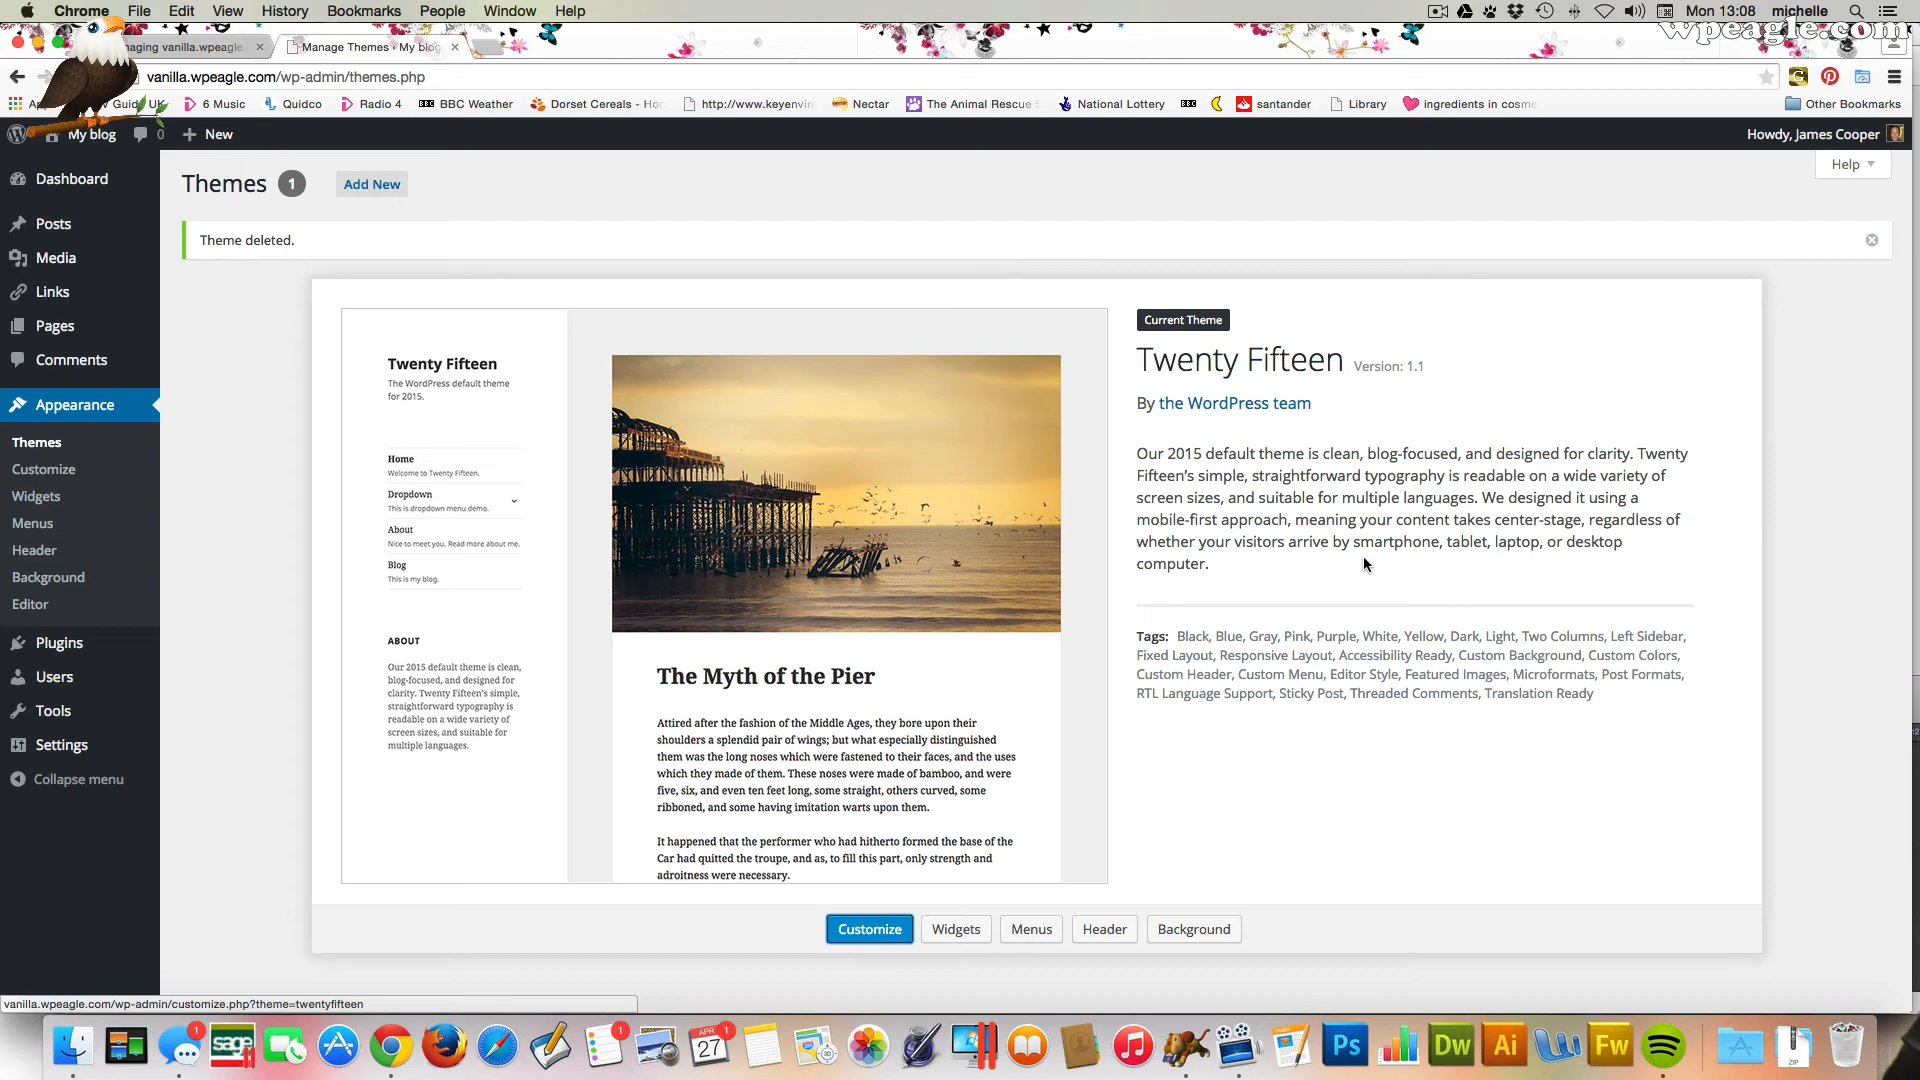 Chrome File Edit View History Bookmarks People Window Help
Mon 13:08 michelle
wpeagle.com
naging vanilla.wpeagle.
Manage Themes ‹ My blog
vanilla.wpeagle.com/wp-admin/themes.php
Guide UK 6 Music Quidco Radio 4 BBC Weather Dorset Cereals - Hon http://www.keyenvir Nectar The Animal Rescue S National Lottery santander Library ingredients in cosme Other Bookmarks
My blog 0 New
Howdy, James Cooper
Help
Dashboard
Posts
Media
Links
Pages
Comments
Appearance
Themes
Customize
Widgets
Menus
Header
Background
Editor
Plugins
Users
Tools
Settings
Collapse menu
Themes 1 Add New
Theme deleted.
Twenty Fifteen
The WordPress default theme
for 2015.
Home
Welcome to Twenty Fifteen.
Dropdown
This is dropdown menu demo.
About
Nice to meet you. Read more about me.
Blog
This is my blog.
ABOUT
Our 2015 default theme is clean,
blog-focused, and designed for
clarity. Twenty Fifteen's simple,
straightforward typography is
readable on a wide variety of
screen sizes, and suitable for
multiple languages.
The Myth of the Pier
Attired after the fashion of the Middle Ages, they bore upon their
shoulders a splendid pair of wings; but what especially distinguished
them was the long noses which were fastened to their faces, and the uses
which they made of them. These noses were made of bamboo, and were
five, six, and even ten feet long, some straight, others curved, some
ribboned, and some having imitation warts upon them.
It happened that the performer who had hitherto formed the base of the
Car had quitted the troupe, and as, to fill this part, only strength and
adroitness were necessary.
Current Theme
Twenty Fifteen Version: 1.1
By the WordPress team
Our 2015 default theme is clean, blog-focused, and designed for clarity. Twenty
Fifteen's simple, straightforward typography is readable on a wide variety of
screen sizes, and suitable for multiple languages. We designed it using a
mobile-first approach, meaning your content takes center-stage, regardless of
whether your visitors arrive by smartphone, tablet, laptop, or desktop
computer.
Tags: Black, Blue, Gray, Pink, Purple, White, Yellow, Dark, Light, Two Columns, Left Sidebar,
Fixed Layout, Responsive Layout, Accessibility Ready, Custom Background, Custom Colors,
Custom Header, Custom Menu, Editor Style, Featured Images, Microformats, Post Formats,
RTL Language Support, Sticky Post, Threaded Comments, Translation Ready
Customize Widgets Menus Header Background
vanilla.wpeagle.com/wp-admin/customize.php?theme=twentyfifteen
1 sage 1 APR 27 1 Ps Dw Ai Fw ZIP